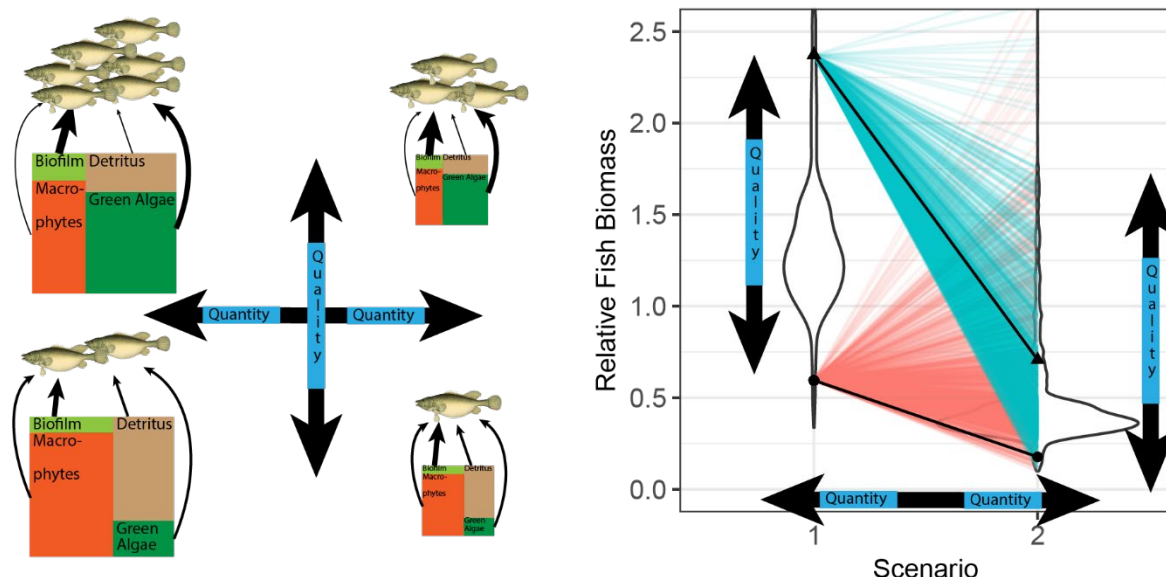 Biofilm
Detritus
Macro-
phytes
Green Algae
Biofilm
Detritus
Macro-
phytes
Green Algae
Quality
Quantity
Quantity
Biofilm
Detritus
Macro-
phytes
Green
Algae
Biofilm
Detritus
Macro-
phytes
Green
Algae
Relative Fish Biomass
2.5
2.0
1.5
1.0
0.5
0.0
Quality
Quality
Quantity
Quantity
1
2
Scenario